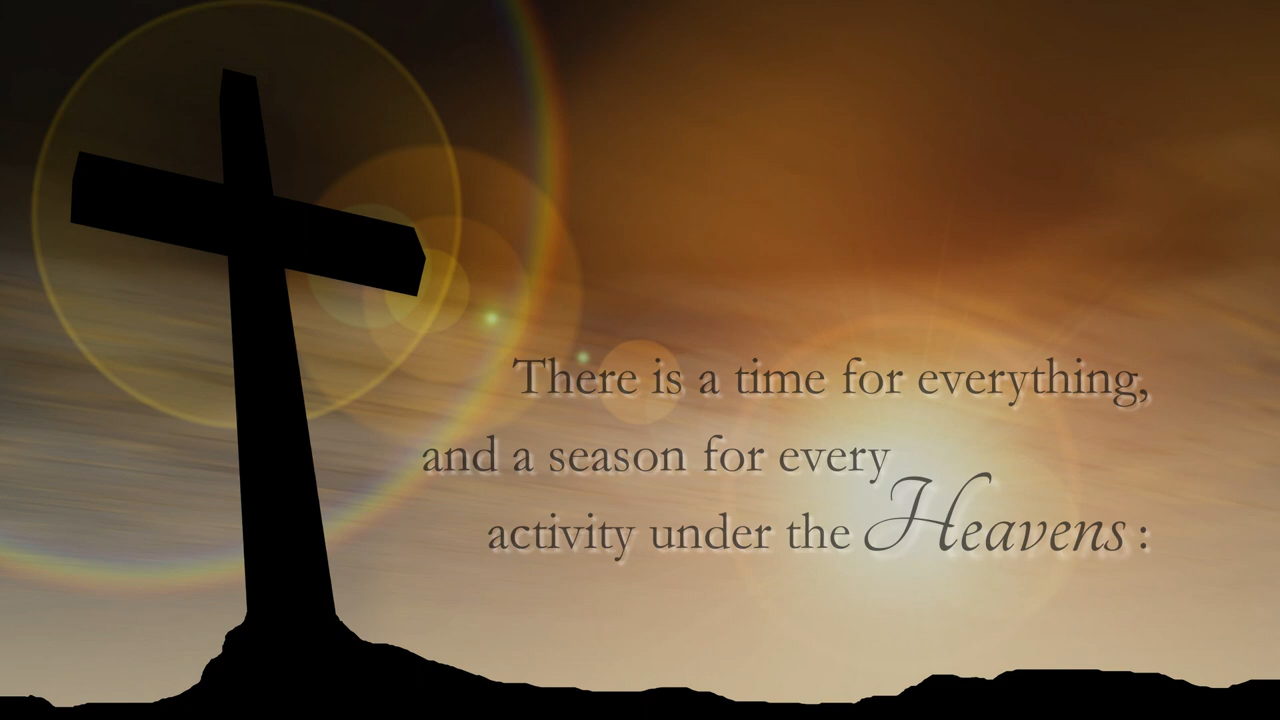 There is a time for everything,
and a season for every
activity under the Heavens :